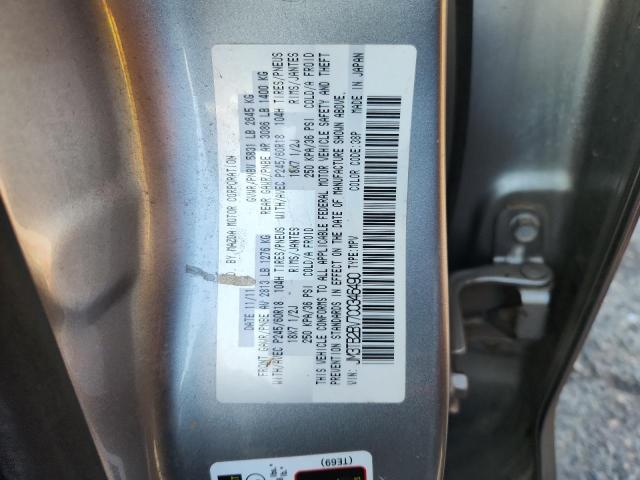 D. BY MAZDA MOTOR CORPORATION
DATE 11/11 GVWR/PNBV 5831 LB 2645 KG
FRONT GAWR/PNBE AV 2813 LB 1276 KG REAR GAWR/PNBE AR 3086 LB 1400 KG
WITH/AVEC P245/60R18 104H TIRES/PNEUS WITH/AVEC P245/60R18 104H TIRES/PNEUS
18X7 1/2J RIMS/JANTES 18X7 1/2J RIMS/JANTES
250 KPA/36 PSI COLD/A FROID 250 KPA/36 PSI COLD/A FROID
THIS VEHICLE CONFORMS TO ALL APPLICABLE FEDERAL MOTOR VEHICLE SAFETY AND THEFT
PREVENTION STANDARDS IN EFFECT ON THE DATE OF MANUFACTURE SHOWN ABOVE.
VIN: JM3TB2BV7C0346490 TYPE:MPV COLOR CODE:38P MADE IN JAPAN
(TE69)